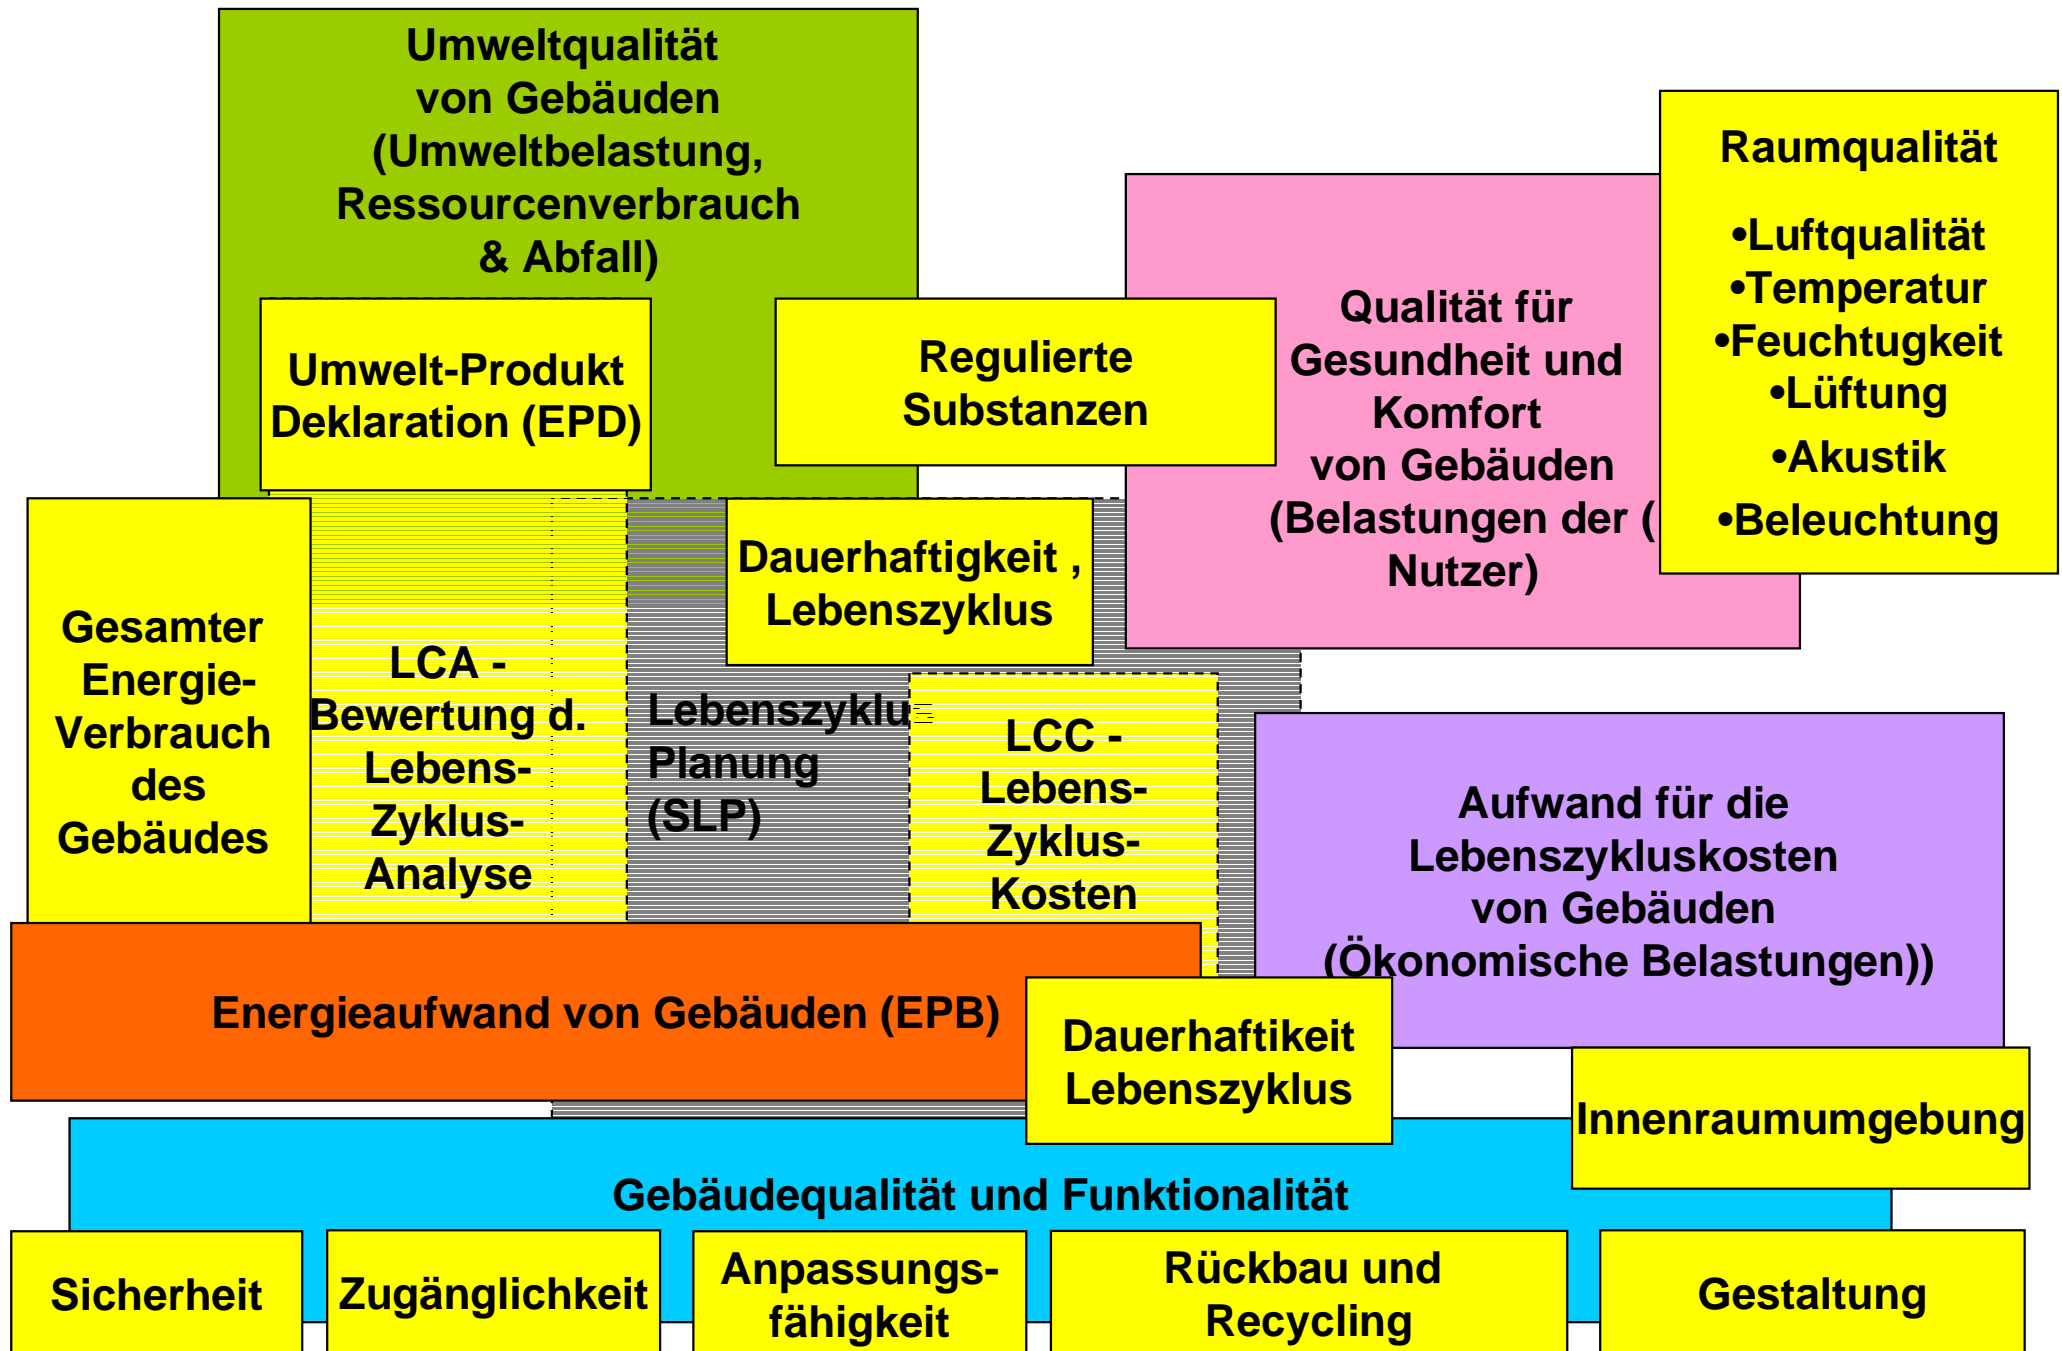 Umweltqualität
von Gebäuden
(Umweltbelastung,
Ressourcenverbrauch
& Abfall)
Raumqualität
•Luftqualität
•Temperatur
•Feuchtugkeit
•Lüftung
•Akustik
•Beleuchtung
Qualität für
Gesundheit und
Komfort
von Gebäuden
(Belastungen der (
Nutzer)
Umwelt-Produkt
Deklaration (EPD)
Regulierte
Substanzen
Dauerhaftigkeit ,
Lebenszyklus
Gesamter
Energie-
Verbrauch
des
Gebäudes
LCA -
Bewertung d.
Lebens-
Zyklus-
Analyse
Lebenszyklus
Planung
(SLP)
LCC -
Lebens-
Zyklus-
Kosten
Aufwand für die
Lebenszykluskosten
von Gebäuden
(Ökonomische Belastungen))
Energieaufwand von Gebäuden (EPB)
Dauerhaftikeit
Lebenszyklus
Innenraumumgebung
Gebäudequalität und Funktionalität
Sicherheit
Zugänglichkeit
Anpassungs-
fähigkeit
Rückbau und
Recycling
Gestaltung